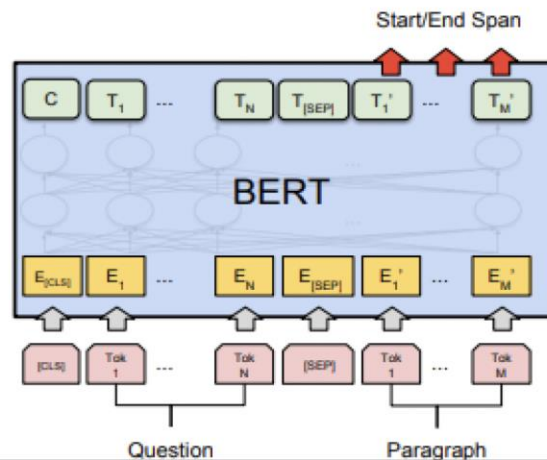 Start/End Span
C T1 ... TN T[SEP] T1' ... TM'
...
BERT
...
E[CLS] E1 ... EN E[SEP] E1' ... EM'
[CLS] Tok 1 ... Tok N [SEP] Tok 1 ... Tok M
Question Paragraph